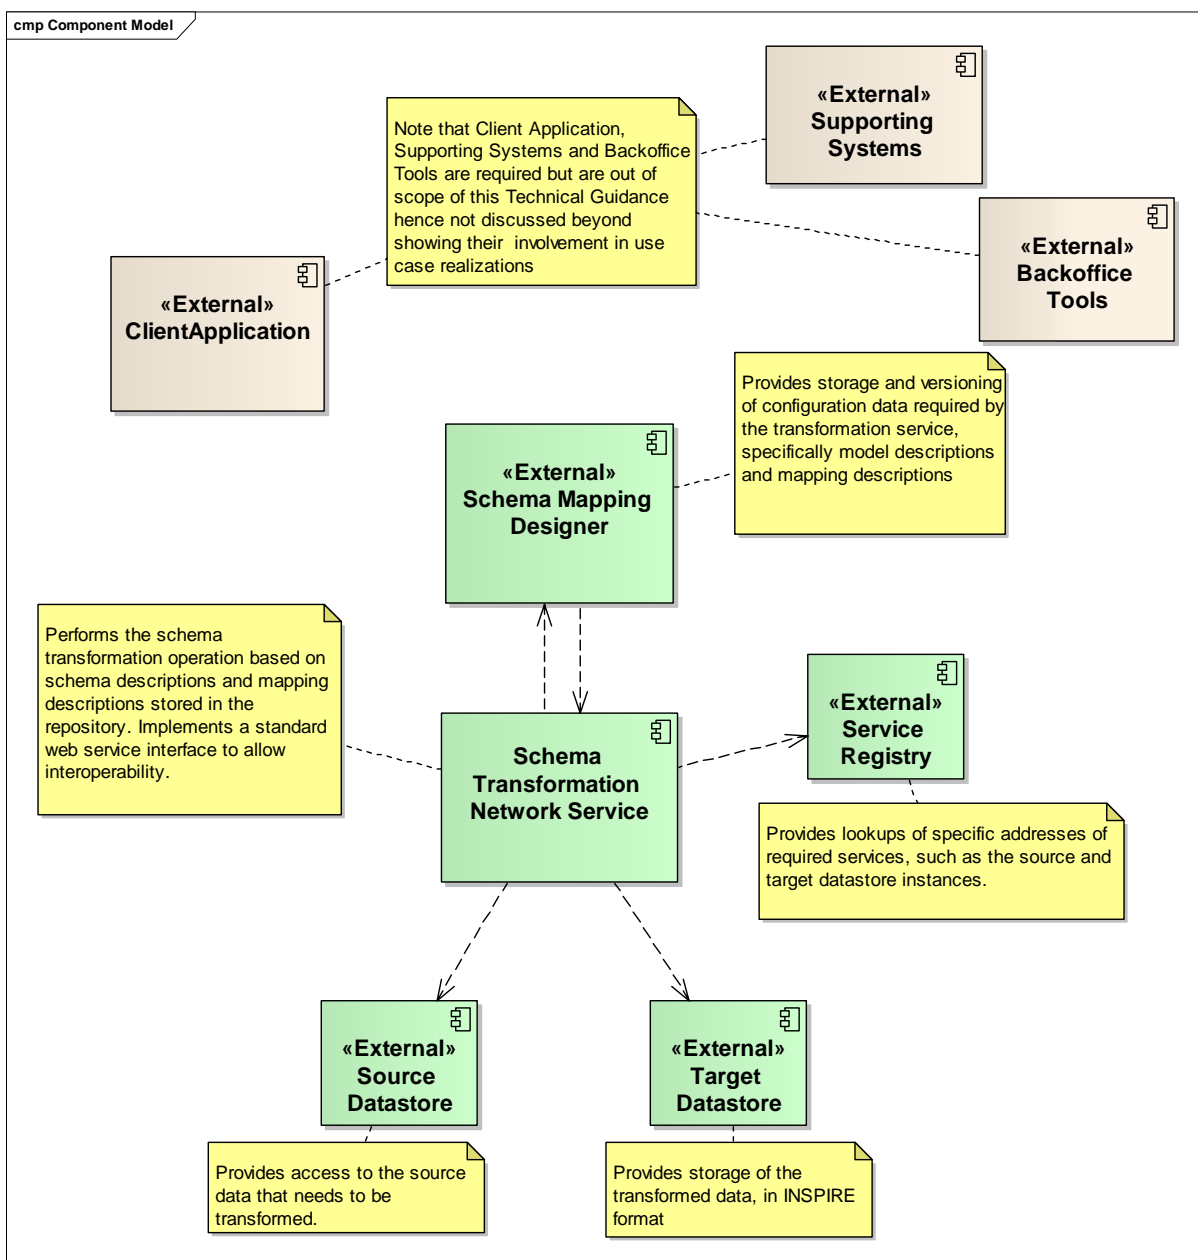 cmp Component Model
«External»
Supporting
Systems
Note that Client Application,
Supporting Systems and Backoffice
Tools are required but are out of
scope of this Technical Guidance
hence not discussed beyond
showing their  involvement in use
case realizations
«External»
Backoffice
Tools
«External»
ClientApplication
Provides storage and versioning
of configuration data required by
the transformation service,
specifically model descriptions
and mapping descriptions
«External»
Schema Mapping
Designer
Performs the schema
transformation operation based on
schema descriptions and mapping
descriptions stored in the
repository. Implements a standard
web service interface to allow
interoperability.
«External»
Service
Registry
Schema
Transformation
Network Service
Provides lookups of specific addresses of
required services, such as the source and
target datastore instances.
«External»
Source
Datastore
«External»
Target
Datastore
Provides access to the source
data that needs to be
transformed.
Provides storage of the
transformed data, in INSPIRE
format